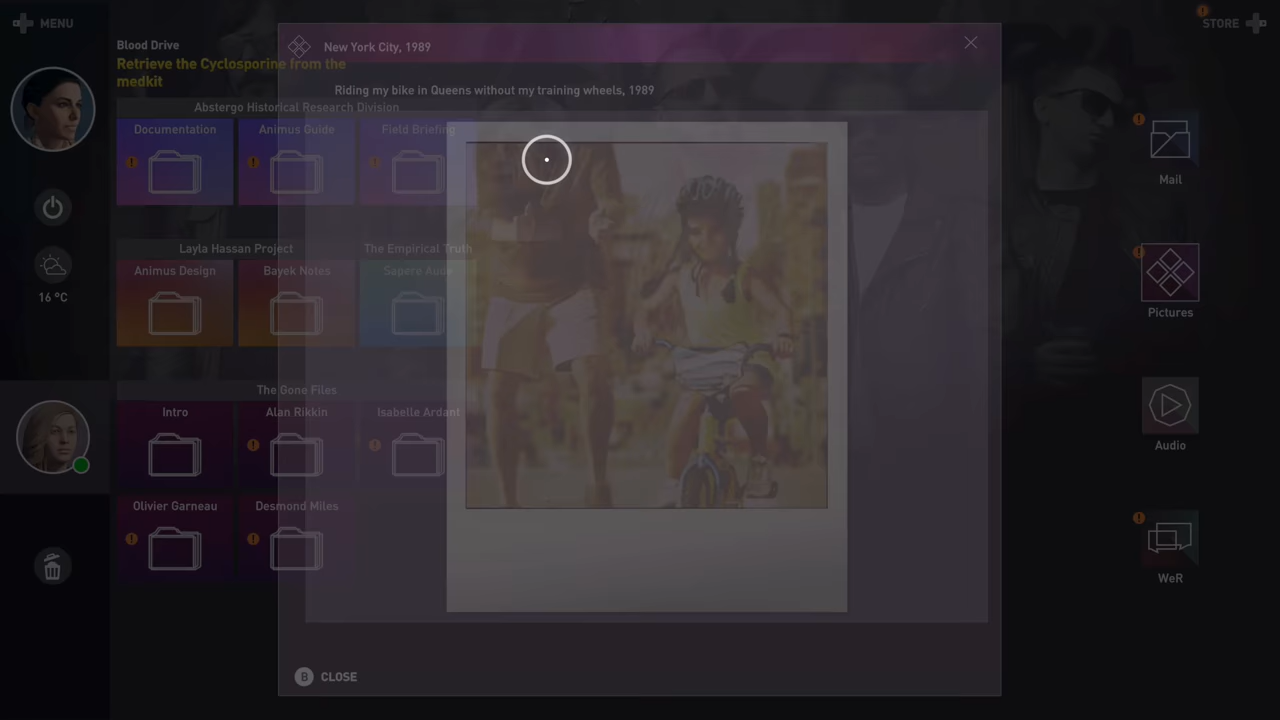 MENU
STORE
Blood Drive
Retrieve the Cyclosporine from the
medkit
New York City, 1989
Riding my bike in Queens without my training wheels, 1989
Abstergo Historical Research Division
Documentation
Animus Guide
Field Briefing
Layla Hassan Project
The Empirical Truth
Animus Design
Bayek Notes
Sapere Aude
16 °C
The Gone Files
Intro
Alan Rikkin
Isabelle Ardant
Olivier Garneau
Desmond Miles
Mail
Pictures
Audio
WeR
B CLOSE